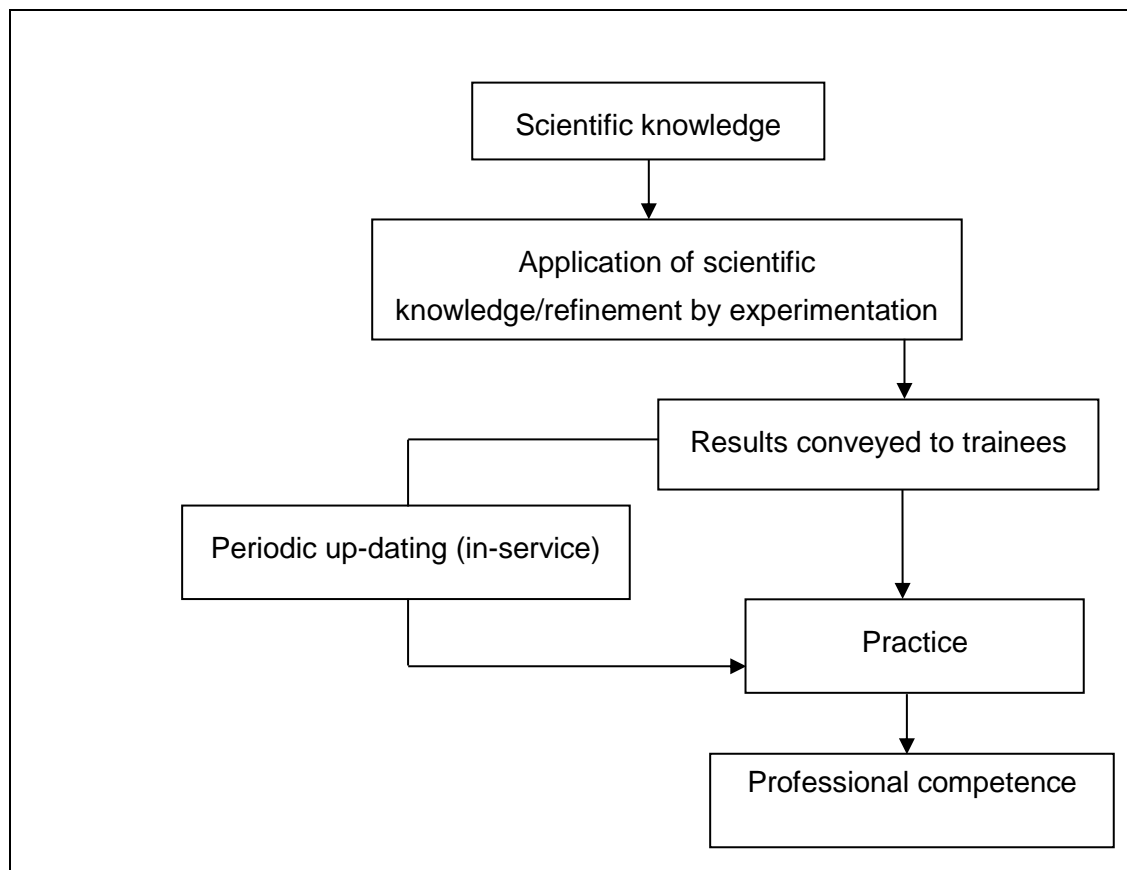 Scientific knowledge
Application of scientific
knowledge/refinement by experimentation
Results conveyed to trainees
Periodic up-dating (in-service)
Practice
Professional competence